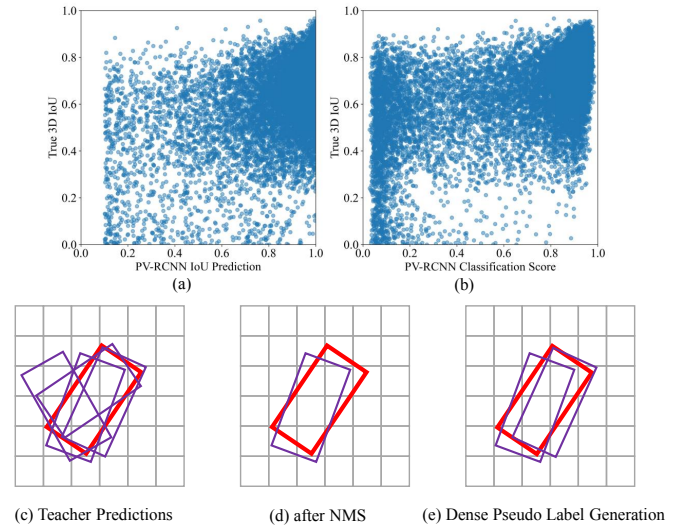 1.0
0.8
0.6
0.4
0.2
0.0
True 3D IoU
0.0 0.2 0.4 0.6 0.8 1.0
PV-RCNN IoU Prediction
(a)
1.0
0.8
0.6
0.4
0.2
0.0
True 3D IoU
0.0 0.2 0.4 0.6 0.8 1.0
PV-RCNN Classification Score
(b)
(c) Teacher Predictions
(d) after NMS
(e) Dense Pseudo Label Generation